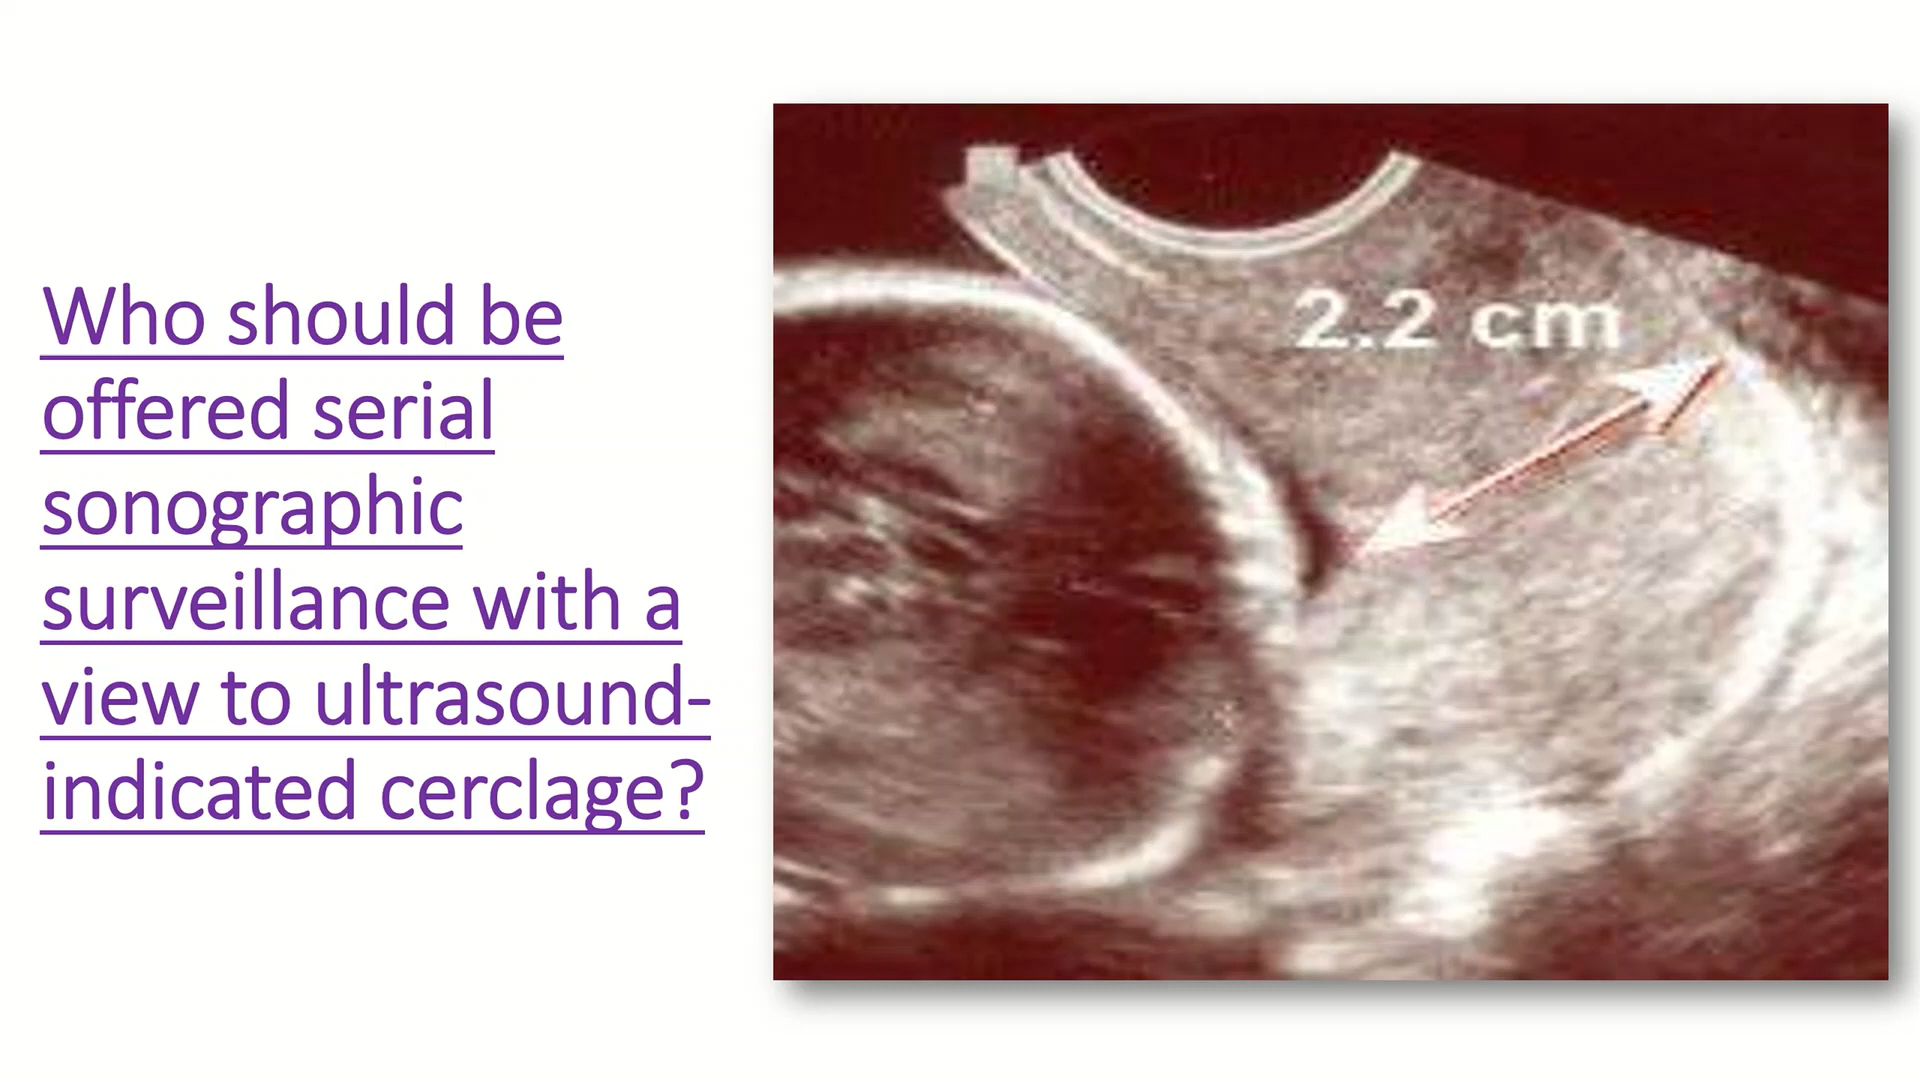 Who should be
offered serial
sonographic
surveillance with a
view to ultrasound-
indicated cerclage?
2.2 cm